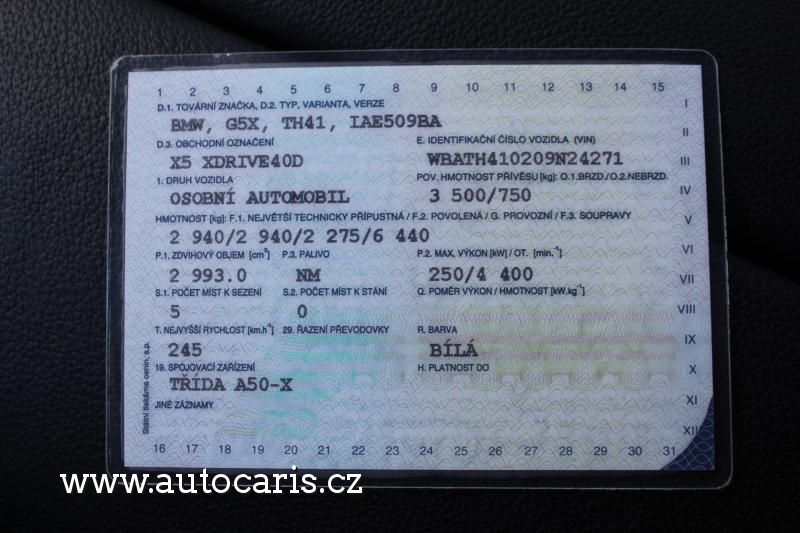 1 2 3 4 5 6 7 8 9 10 11 12 13 14 15
D.1. TOVÁRNÍ ZNAČKA, D.2. TYP, VARIANTA, VERZE I
BMW, G5X, TH41, IAE509BA
II
D.3. OBCHODNÍ OZNAČENÍ E. IDENTIFIKAČNÍ ČÍSLO VOZIDLA (VIN)
X5 XDRIVE40D WBATH410209N24271 III
1. DRUH VOZIDLA POV. HMOTNOST PŘÍVĚSU [kg]: O.1.BRZD./O.2.NEBRZD.
OSOBNÍ AUTOMOBIL 3 500/750 IV
HMOTNOST [kg]: F.1. NEJVĚTŠÍ TECHNICKY PŘÍPUSTNÁ / F.2. POVOLENÁ / G. PROVOZNÍ / F.3. SOUPRAVY V
2 940/2 940/2 275/6 440
P.1. ZDVIHOVÝ OBJEM [cm³] P.3. PALIVO P.2. MAX. VÝKON [kW] / OT. [min.⁻¹] VI
2 993.0 NM 250/4 400 VII
S.1. POČET MÍST K SEZENÍ S.2. POČET MÍST K STÁNÍ Q. POMĚR VÝKON / HMOTNOST [kW.kg⁻¹]
5 0 VIII
T. NEJVYŠŠÍ RYCHLOST [km.h⁻¹] 29. ŘAZENÍ PŘEVODOVKY R. BARVA
245 BÍLÁ IX
19. SPOJOVACÍ ZAŘÍZENÍ H. PLATNOST DO X
TŘÍDA A50-X
JINÉ ZÁZNAMY XI
XII
Státní tiskárna cenin, s.p.
16 17 18 19 20 21 22 23 24 25 26 27 28 29 30 31
www.autocaris.cz